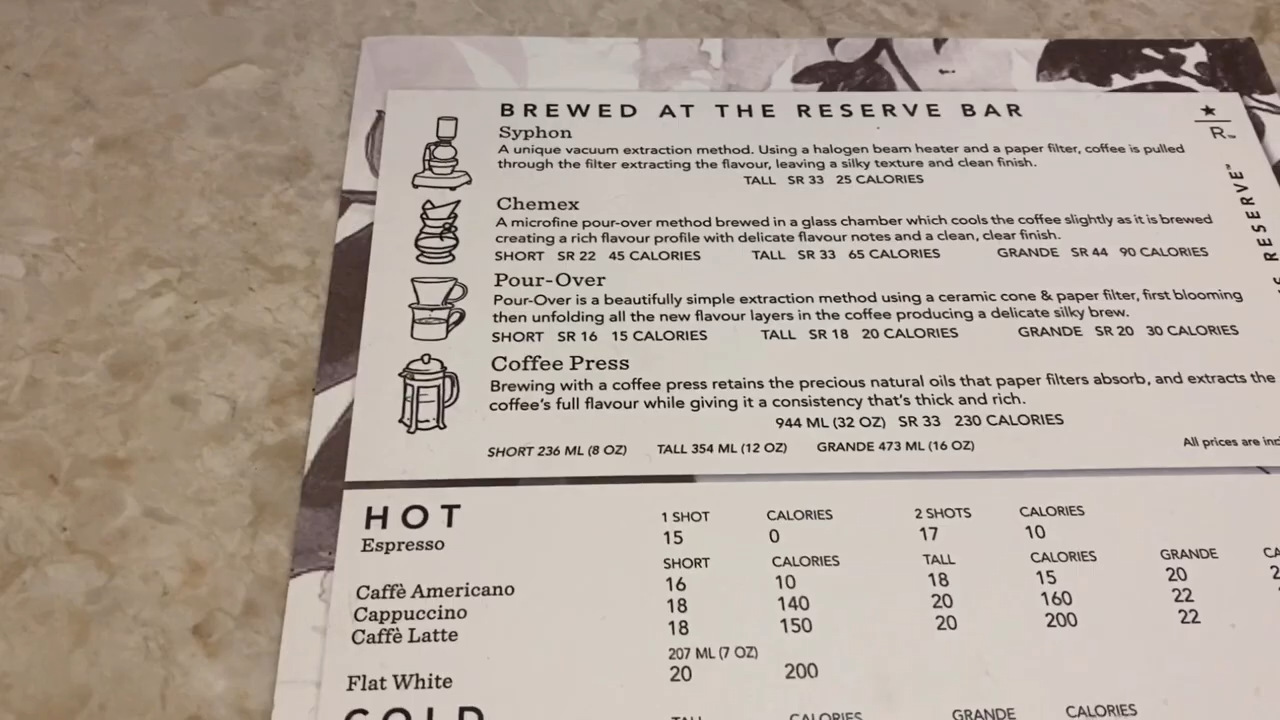 BREWED AT THE RESERVE BAR
Syphon
A unique vacuum extraction method. Using a halogen beam heater and a paper filter, coffee is pulled
through the filter extracting the flavour, leaving a silky texture and clean finish.
TALL SR 33 25 CALORIES
Chemex
A microfine pour-over method brewed in a glass chamber which cools the coffee slightly as it is brewed
creating a rich flavour profile with delicate flavour notes and a clean, clear finish.
SHORT SR 22 45 CALORIES TALL SR 33 65 CALORIES GRANDE SR 44 90 CALORIES
Pour-Over
Pour-Over is a beautifully simple extraction method using a ceramic cone & paper filter, first blooming
then unfolding all the new flavour layers in the coffee producing a delicate silky brew.
SHORT SR 16 15 CALORIES TALL SR 18 20 CALORIES GRANDE SR 20 30 CALORIES
Coffee Press
Brewing with a coffee press retains the precious natural oils that paper filters absorb, and extracts the
coffee's full flavour while giving it a consistency that's thick and rich.
944 ML (32 OZ) SR 33 230 CALORIES
SHORT 236 ML (8 OZ) TALL 354 ML (12 OZ) GRANDE 473 ML (16 OZ)
All prices are
R™
RESERVE™
HOT
1 SHOT CALORIES 2 SHOTS CALORIES
Espresso 15 0 17 10
SHORT CALORIES TALL CALORIES GRANDE
Caffè Americano 16 10 18 15 20
Cappuccino 18 140 20 160 22
Caffè Latte 18 150 20 200 22
207 ML (7 OZ)
Flat White 20 200
COLD
TALL CALORIES GRANDE CALORIES